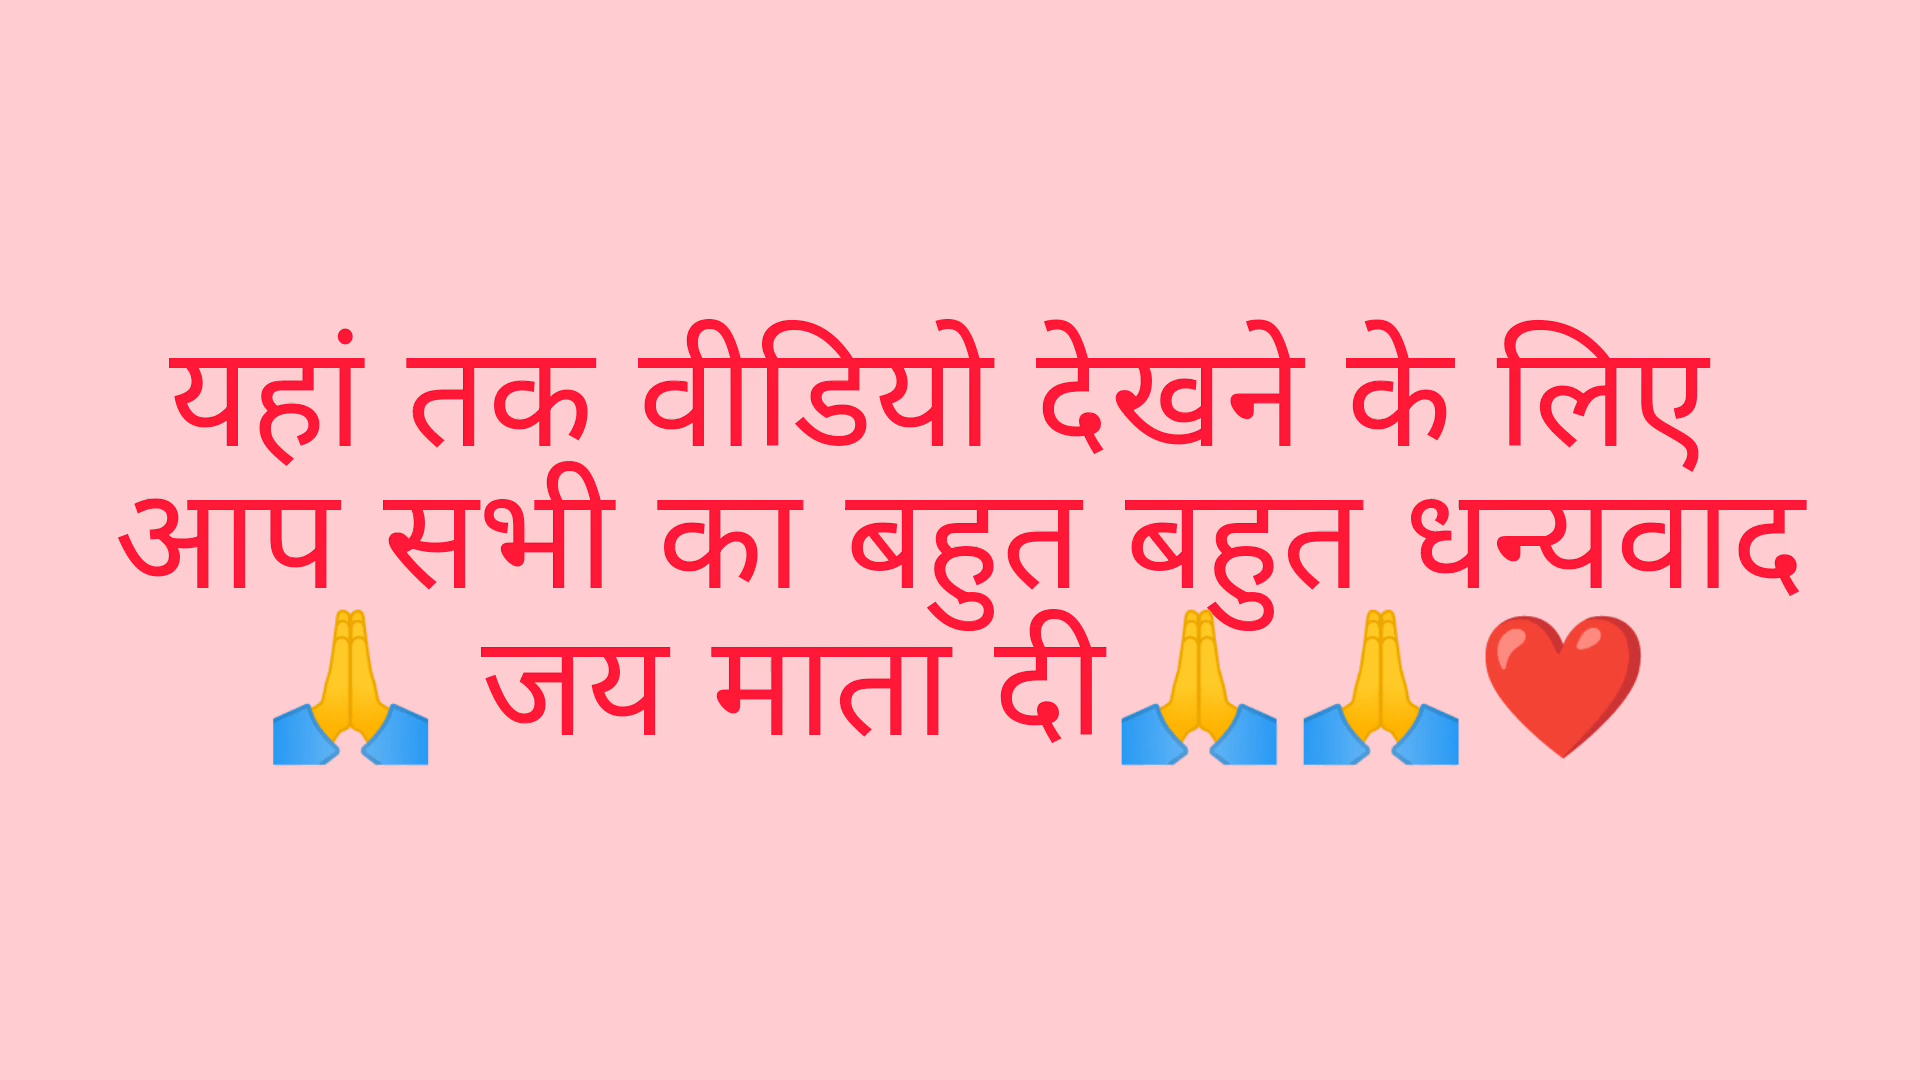 यहां तक वीडियो देखने के लिए
आप सभी का बहुत बहुत धन्यवाद
🙏 जय माता दी🙏🙏❤️